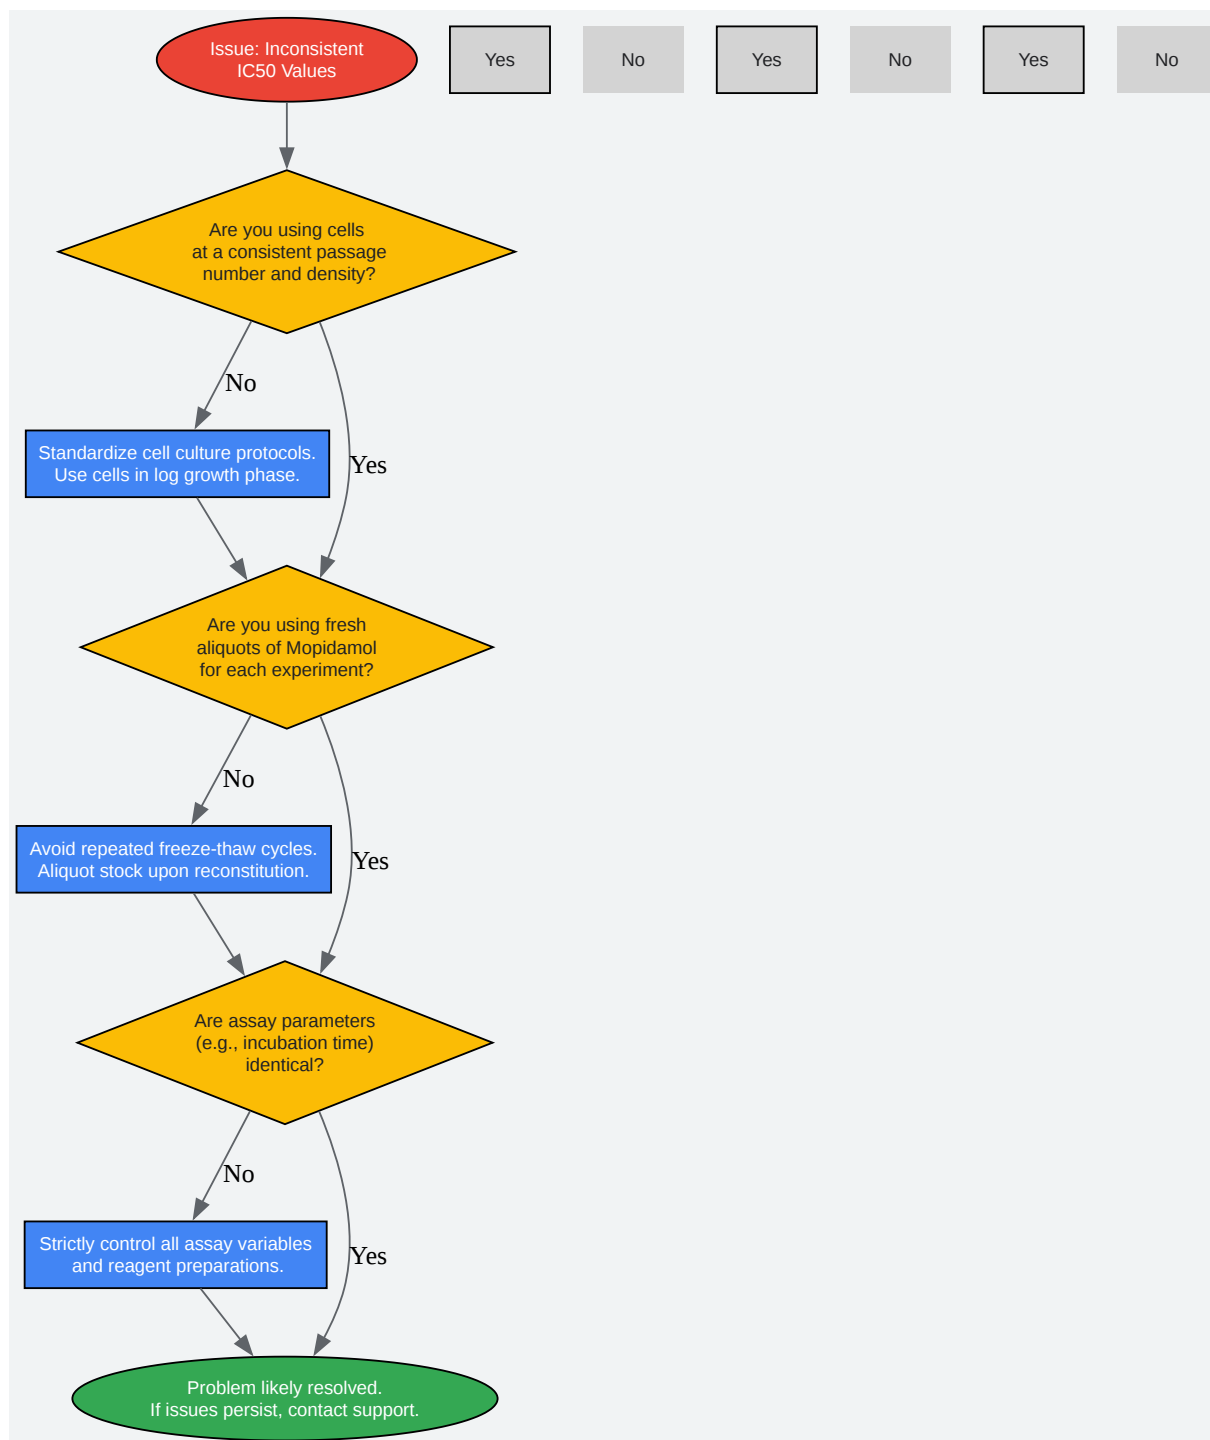 Issue: Inconsistent
IC50 Values
Yes
No
Yes
No
Yes
No
Are you using cells
at a consistent passage
number and density?
No
Standardize cell culture protocols.
Use cells in log growth phase.
Yes
Are you using fresh
aliquots of Mopidamol
for each experiment?
No
Avoid repeated freeze-thaw cycles.
Aliquot stock upon reconstitution.
Yes
Are assay parameters
(e.g., incubation time)
identical?
No
Strictly control all assay variables
and reagent preparations.
Yes
Problem likely resolved.
If issues persist, contact support.